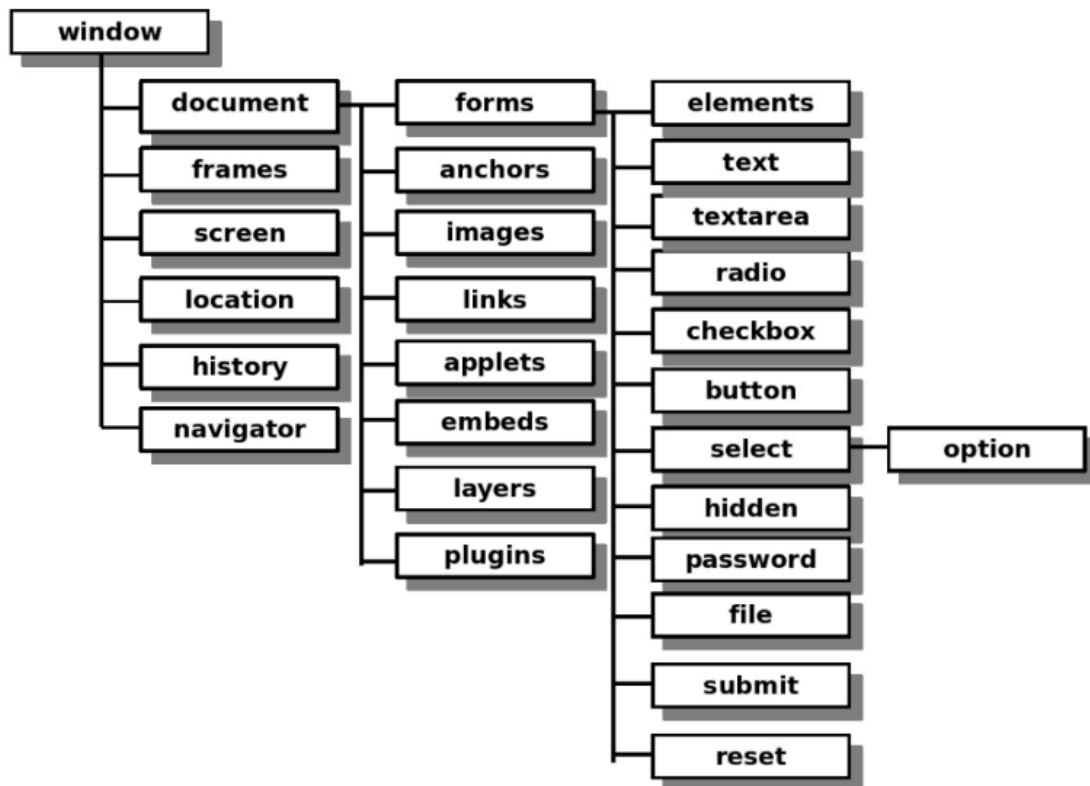 window
document
forms
elements
frames
anchors
text
screen
images
textarea
location
links
radio
history
applets
checkbox
navigator
embeds
button
layers
select
option
plugins
hidden
password
file
submit
reset